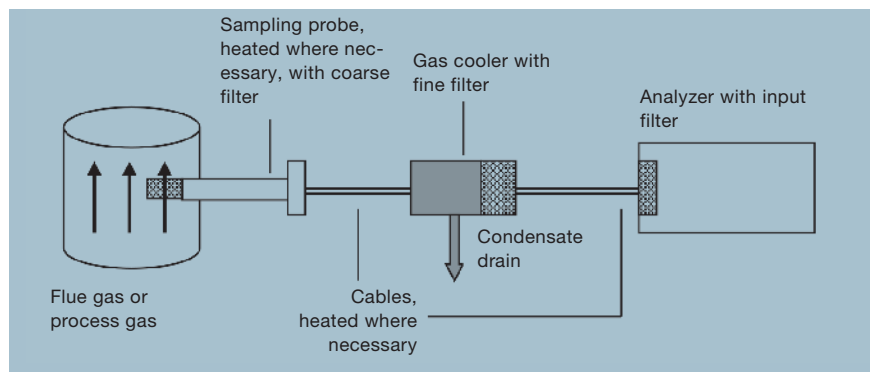 Sampling probe,
heated where nec-
essary, with coarse
filter
Gas cooler with
fine filter
Analyzer with input
filter
Condensate
drain
Flue gas or
process gas
Cables,
heated where
necessary